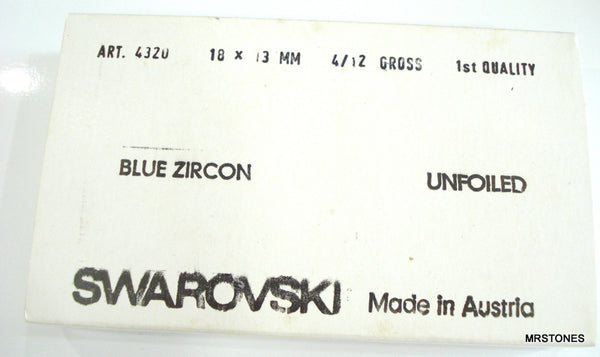 ART. 4320 18 x 13 MM 4/12 GROSS 1st QUALITY
BLUE ZIRCON UNFOILED
SWAROVSKI Made in Austria
MRSTONES